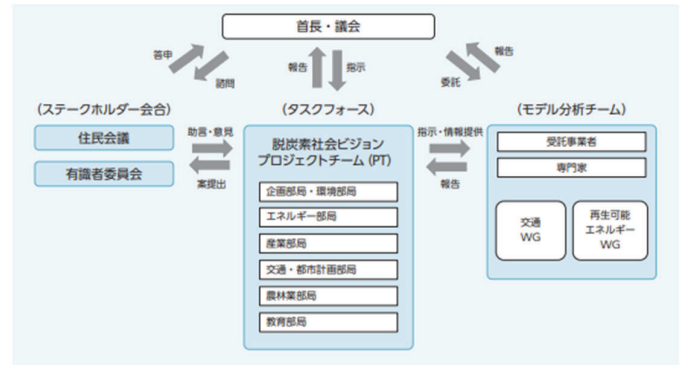 首長・議会
答申
諮問
報告
指示
報告
委託
(ステークホルダー会合)
(タスクフォース)
(モデル分析チーム)
住民会議
有識者委員会
助言・意見
案提出
脱炭素社会ビジョン
プロジェクトチーム(PT)
企画部局・環境部局
エネルギー部局
産業部局
交通・都市計画部局
農林業部局
教育部局
指示・情報提供
報告
受託事業者
専門家
交通
WG
再生可能
エネルギー
WG